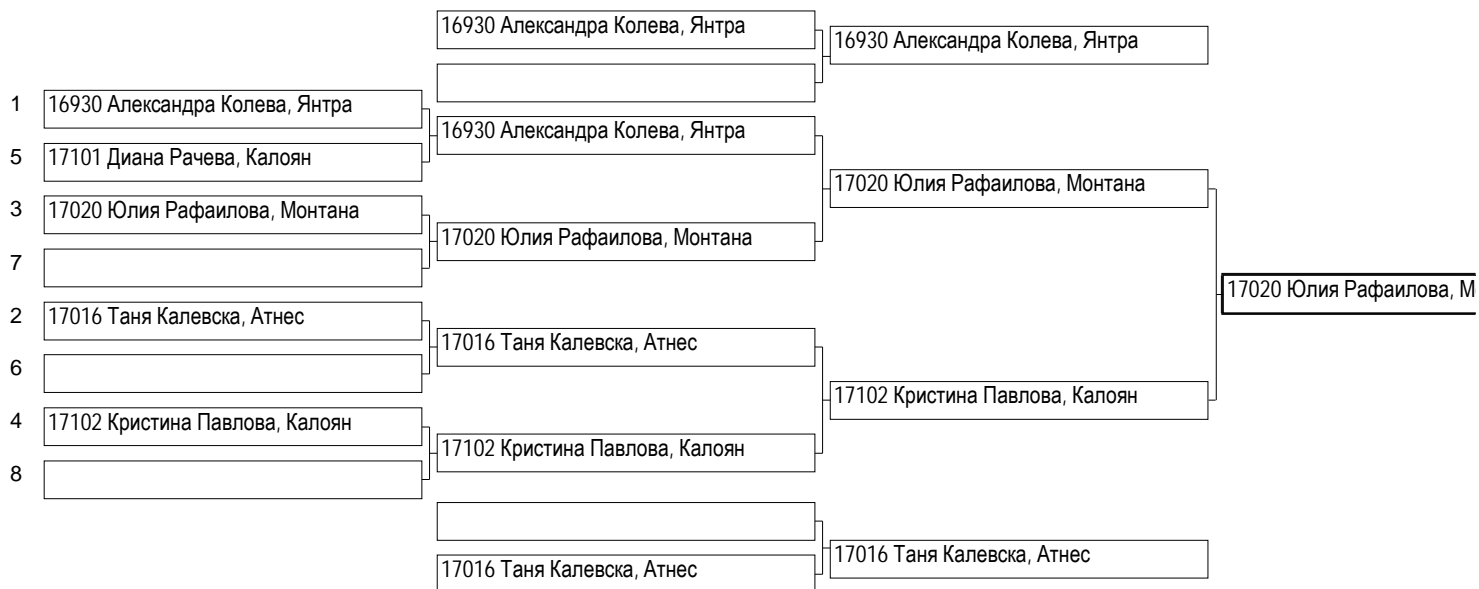 16930 Александра Колева, Янтра
16930 Александра Колева, Янтра
1 16930 Александра Колева, Янтра
16930 Александра Колева, Янтра
5 17101 Диана Рачева, Калоян
17020 Юлия Рафаилова, Монтана
3 17020 Юлия Рафаилова, Монтана
17020 Юлия Рафаилова, Монтана
7
17020 Юлия Рафаилова, М
2 17016 Таня Калевска, Атнес
17016 Таня Калевска, Атнес
6
17102 Кристина Павлова, Калоян
4 17102 Кристина Павлова, Калоян
17102 Кристина Павлова, Калоян
8
17016 Таня Калевска, Атнес
17016 Таня Калевска, Атнес